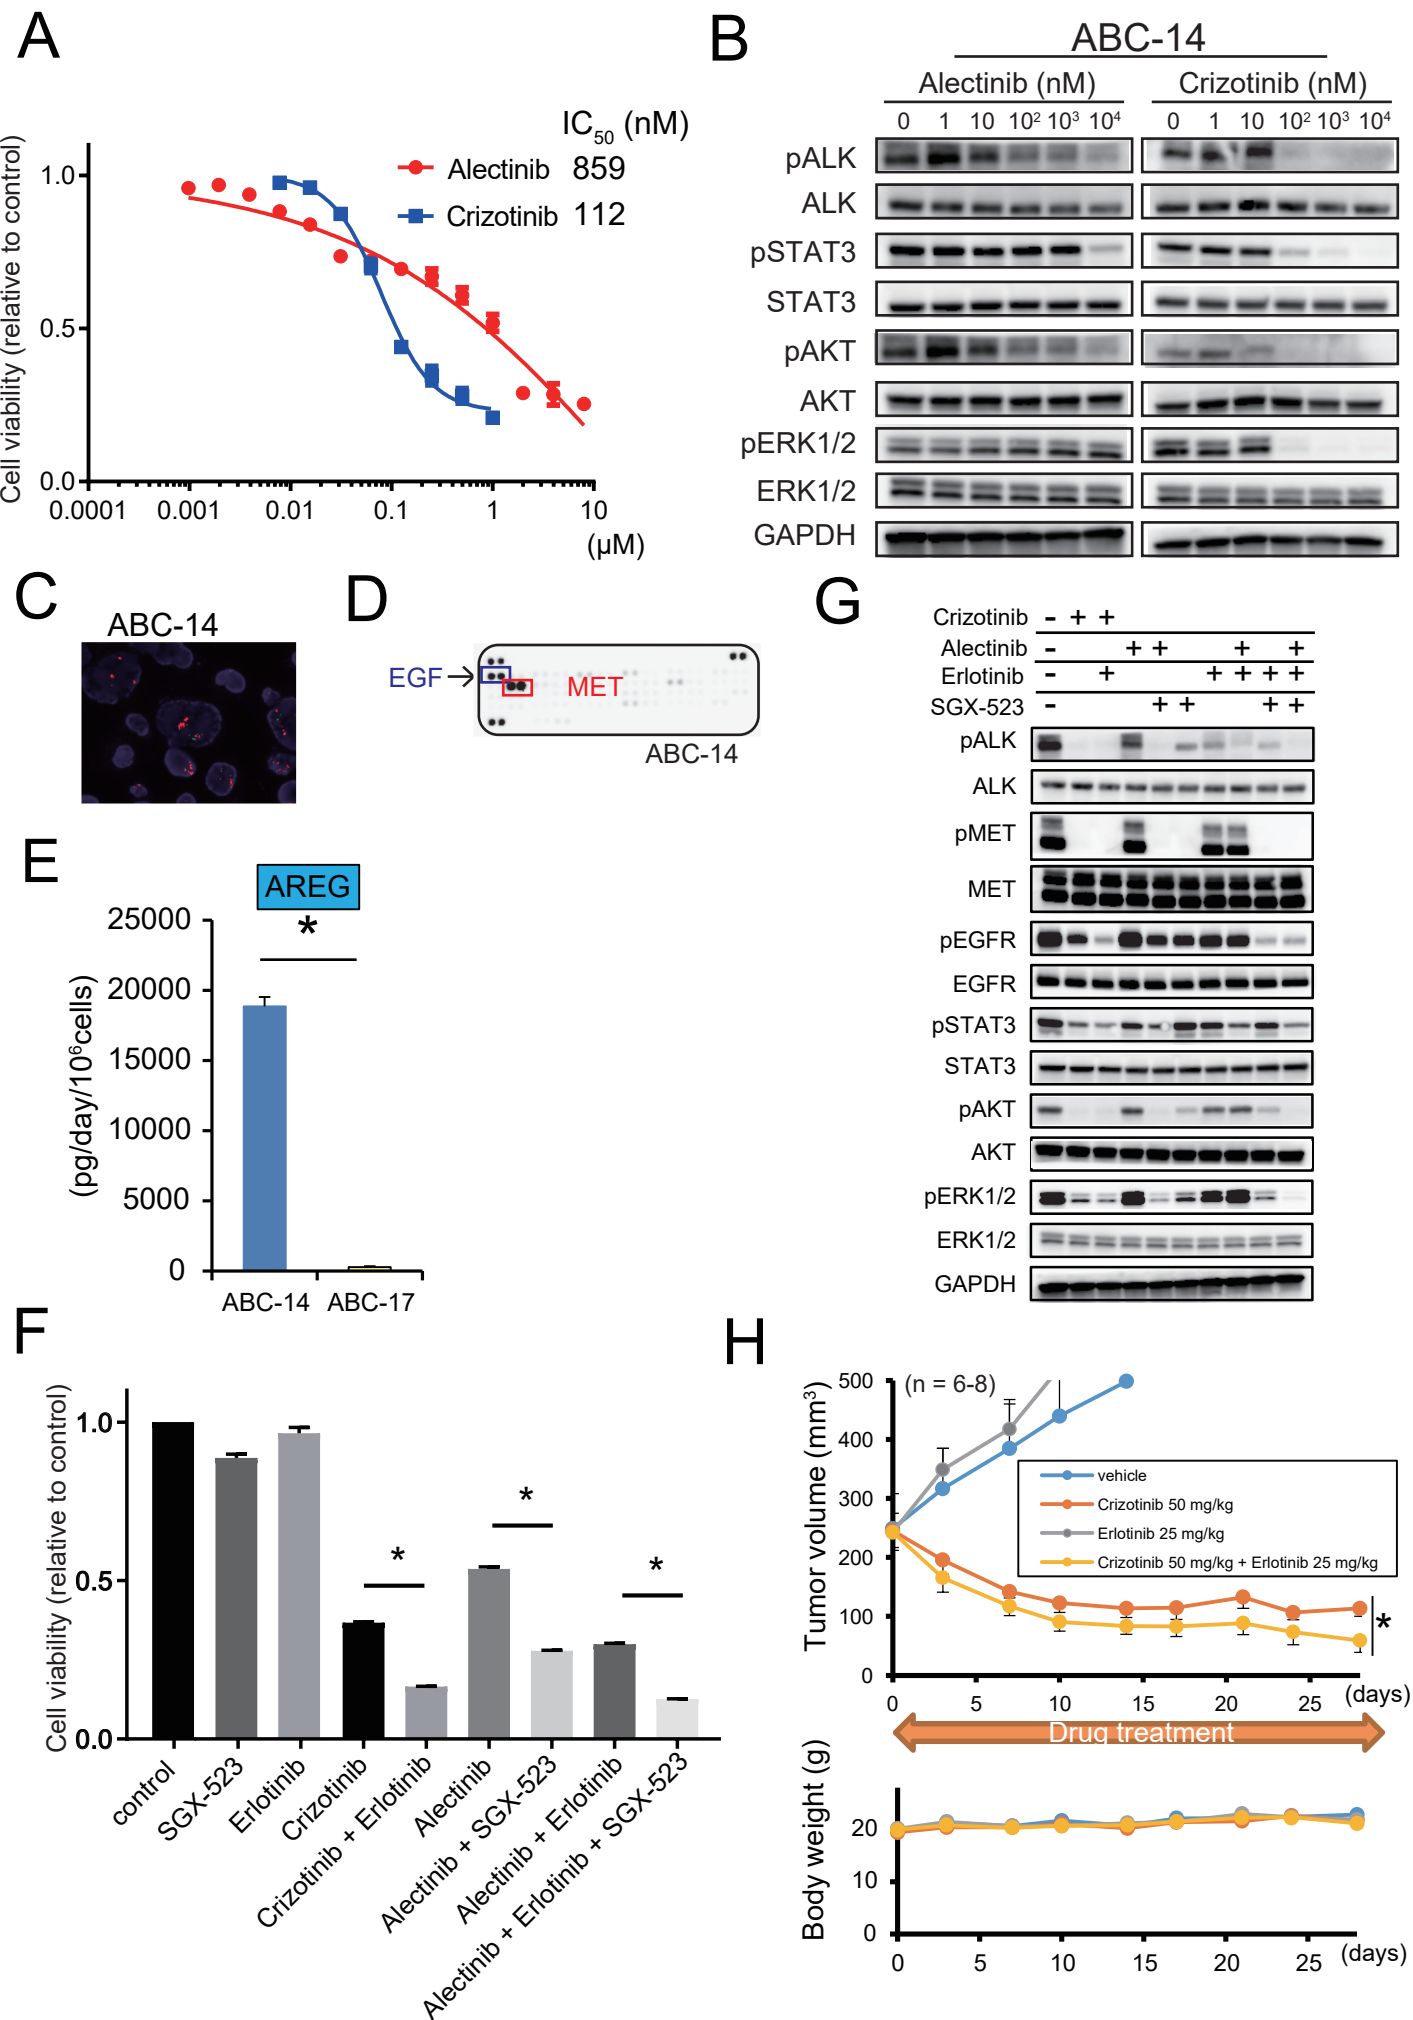 A
IC50 (nM)
Alectinib 859
Crizotinib 112
Cell viability (relative to control)
1.0
0.5
0.0
0.0001 0.001 0.01 0.1 1 10
(μM)
B
ABC-14
Alectinib (nM) Crizotinib (nM)
0 1 10 10² 10³ 10⁴ 0 1 10 10² 10³ 10⁴
pALK
ALK
pSTAT3
STAT3
pAKT
AKT
pERK1/2
ERK1/2
GAPDH
C
ABC-14
D
EGF
MET
ABC-14
E
AREG
*
(pg/day/10⁶cells)
25000
20000
15000
10000
5000
0
ABC-14 ABC-17
F
Cell viability (relative to control)
1.0
0.5
0.0
* * *
control
SGX-523
Erlotinib
Crizotinib
Crizotinib + Erlotinib
Alectinib
Alectinib + SGX-523
Alectinib + Erlotinib
Alectinib + Erlotinib + SGX-523
G
Crizotinib - + +
Alectinib - + + + +
Erlotinib - + + + + +
SGX-523 - + + + +
pALK
ALK
pMET
MET
pEGFR
EGFR
pSTAT3
STAT3
pAKT
AKT
pERK1/2
ERK1/2
GAPDH
H
Tumor volume (mm³)
(n = 6-8)
500
400
300
200
100
0
vehicle
Crizotinib 50 mg/kg
Erlotinib 25 mg/kg
Crizotinib 50 mg/kg + Erlotinib 25 mg/kg
*
0 5 10 15 20 25 (days)
Drug treatment
Body weight (g)
20
10
0
0 5 10 15 20 25 (days)